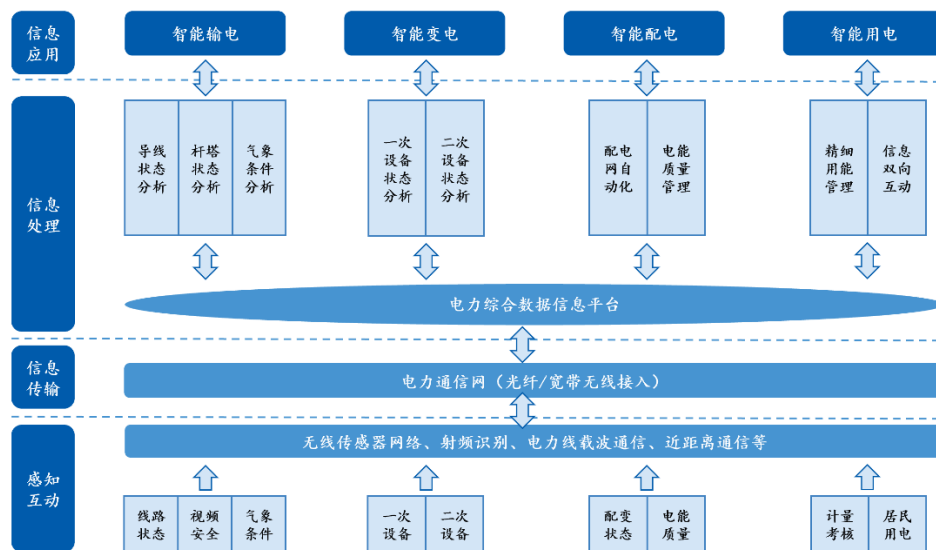 信息
应用
智能输电
智能变电
智能配电
智能用电
信息
处理
导线
状态
分析
杆塔
状态
分析
气象
条件
分析
一次
设备
状态
分析
二次
设备
状态
分析
配电
网自
动化
电能
质量
管理
精细
用能
管理
信息
双向
互动
电力综合数据信息平台
信息
传输
电力通信网（光纤/宽带无线接入）
感知
互动
无线传感器网络、射频识别、电力线载波通信、近距离通信等
线路
状态
视频
安全
气象
条件
一次
设备
二次
设备
配变
状态
电能
质量
计量
考核
居民
用电